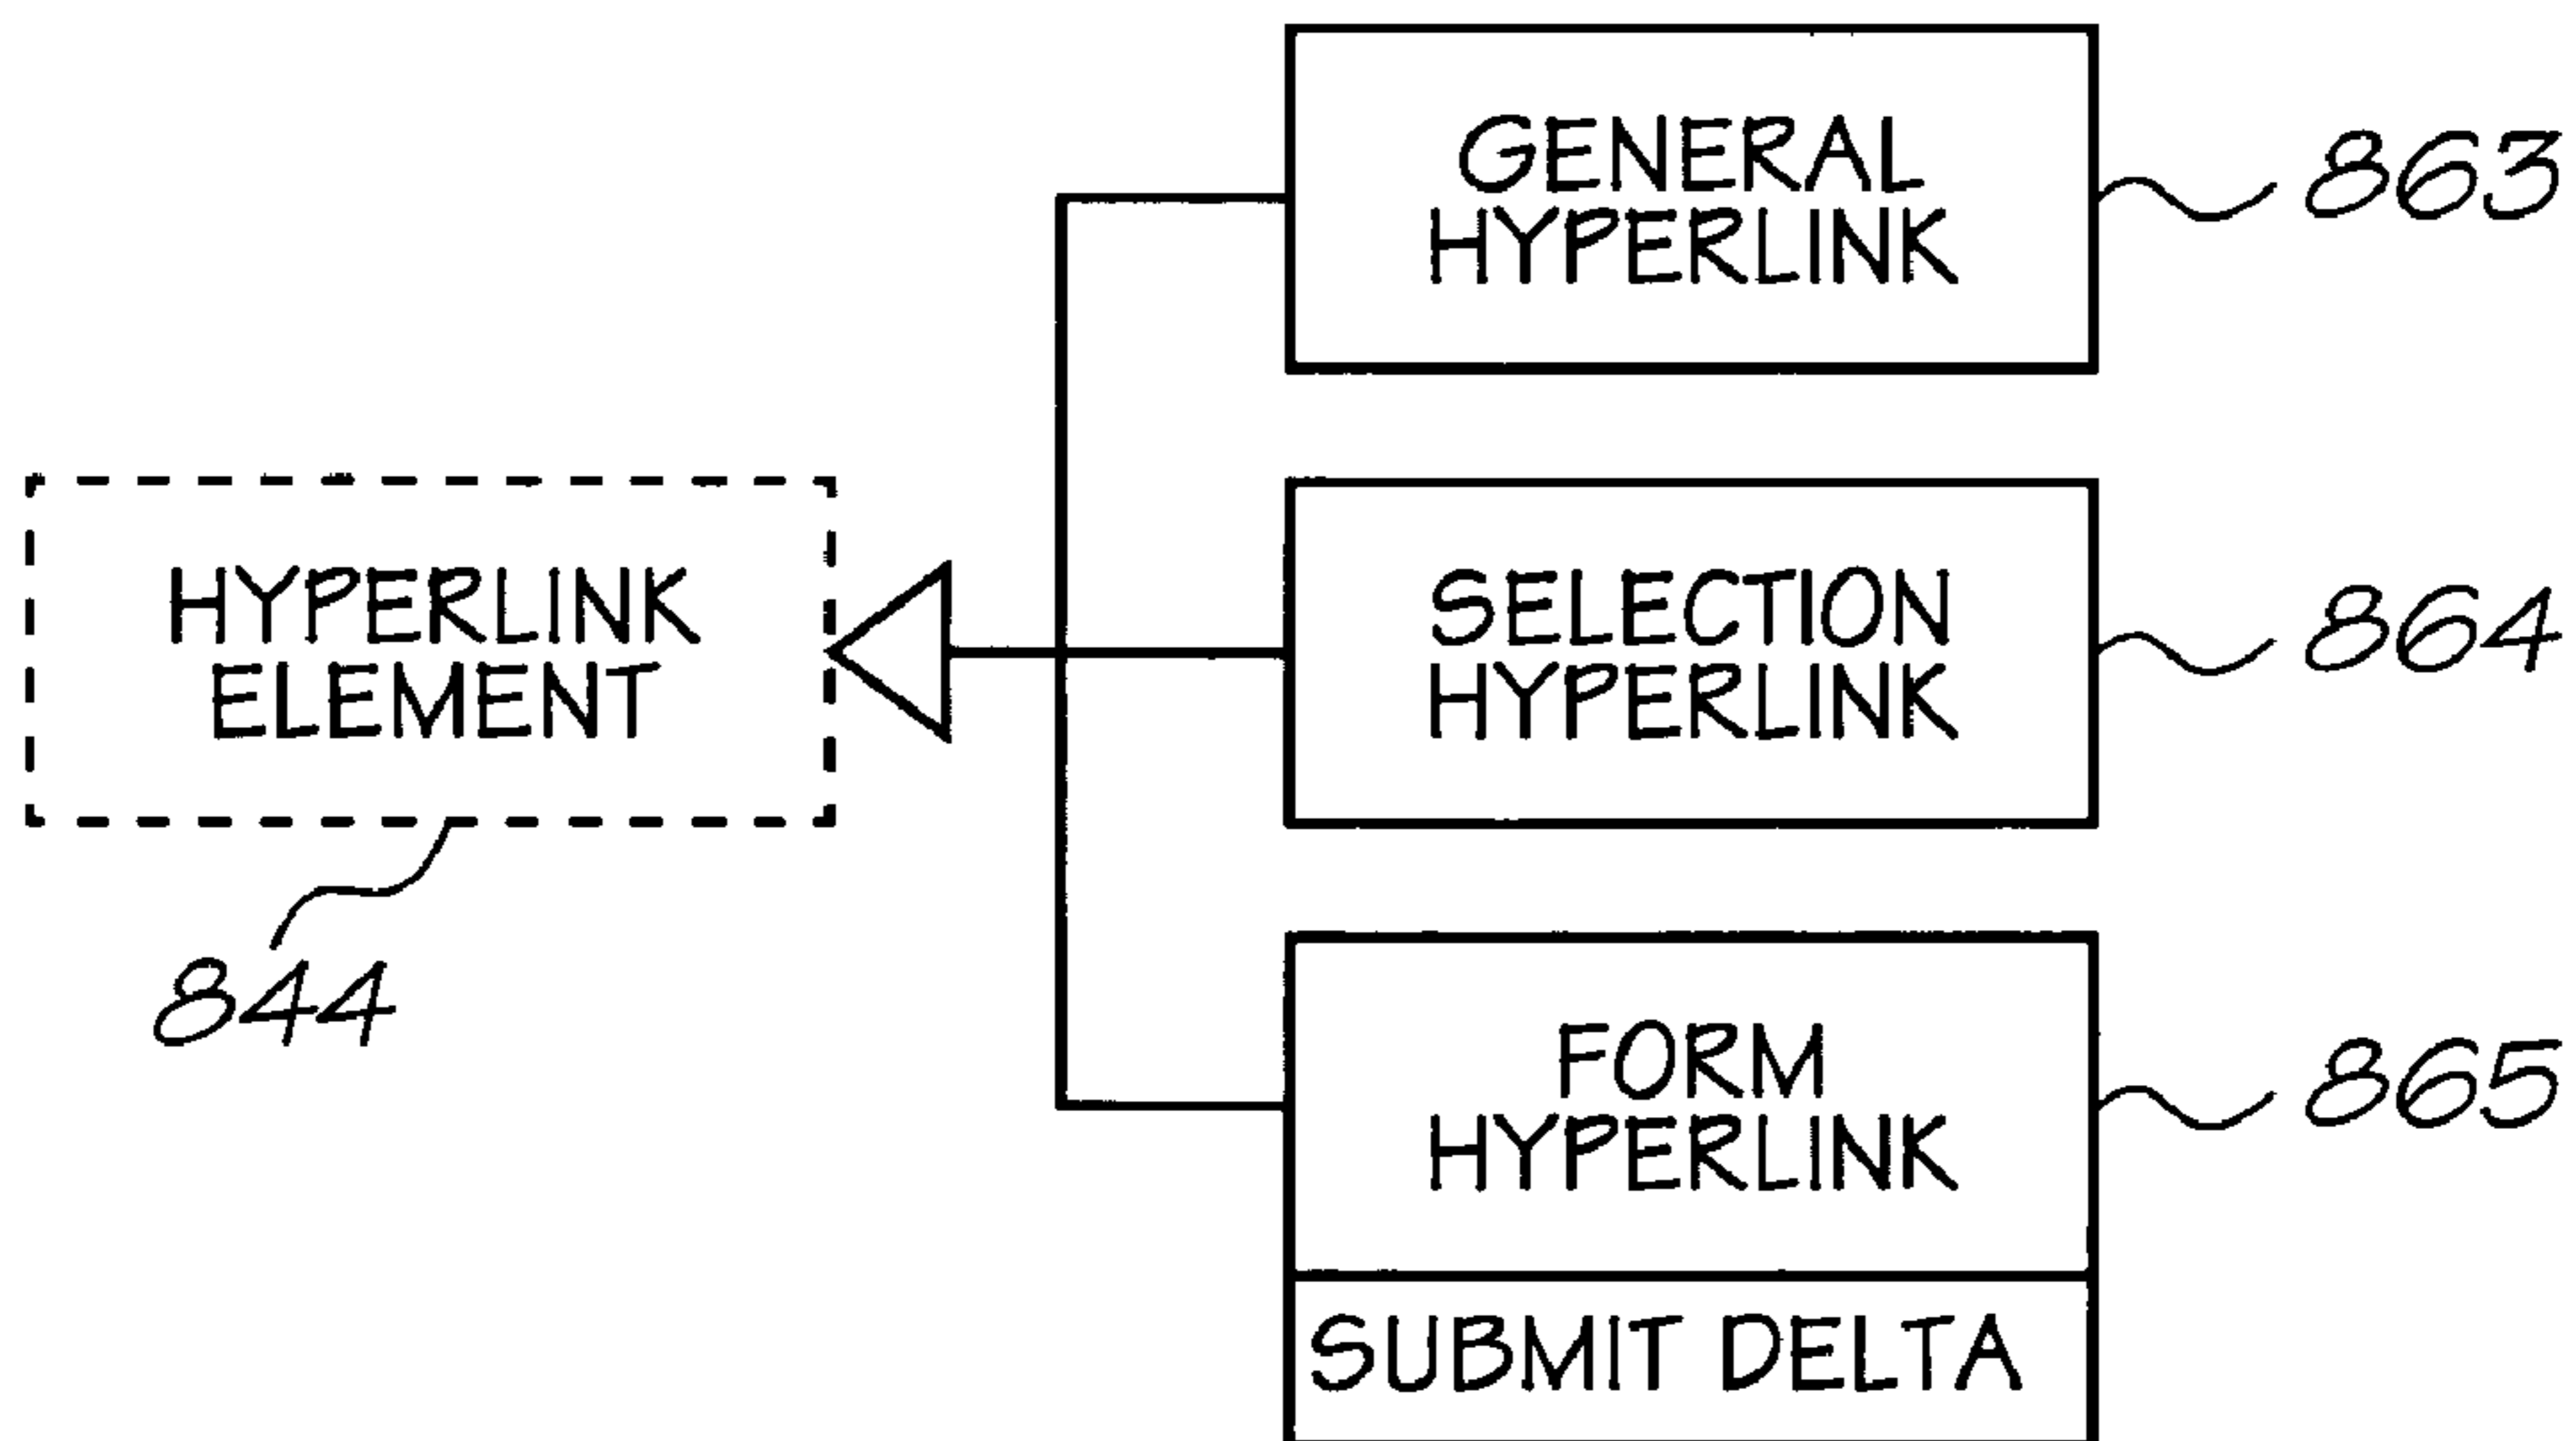 GENERAL
HYPERLINK
863
HYPERLINK
ELEMENT
844
SELECTION
HYPERLINK
864
FORM
HYPERLINK
865
SUBMIT DELTA